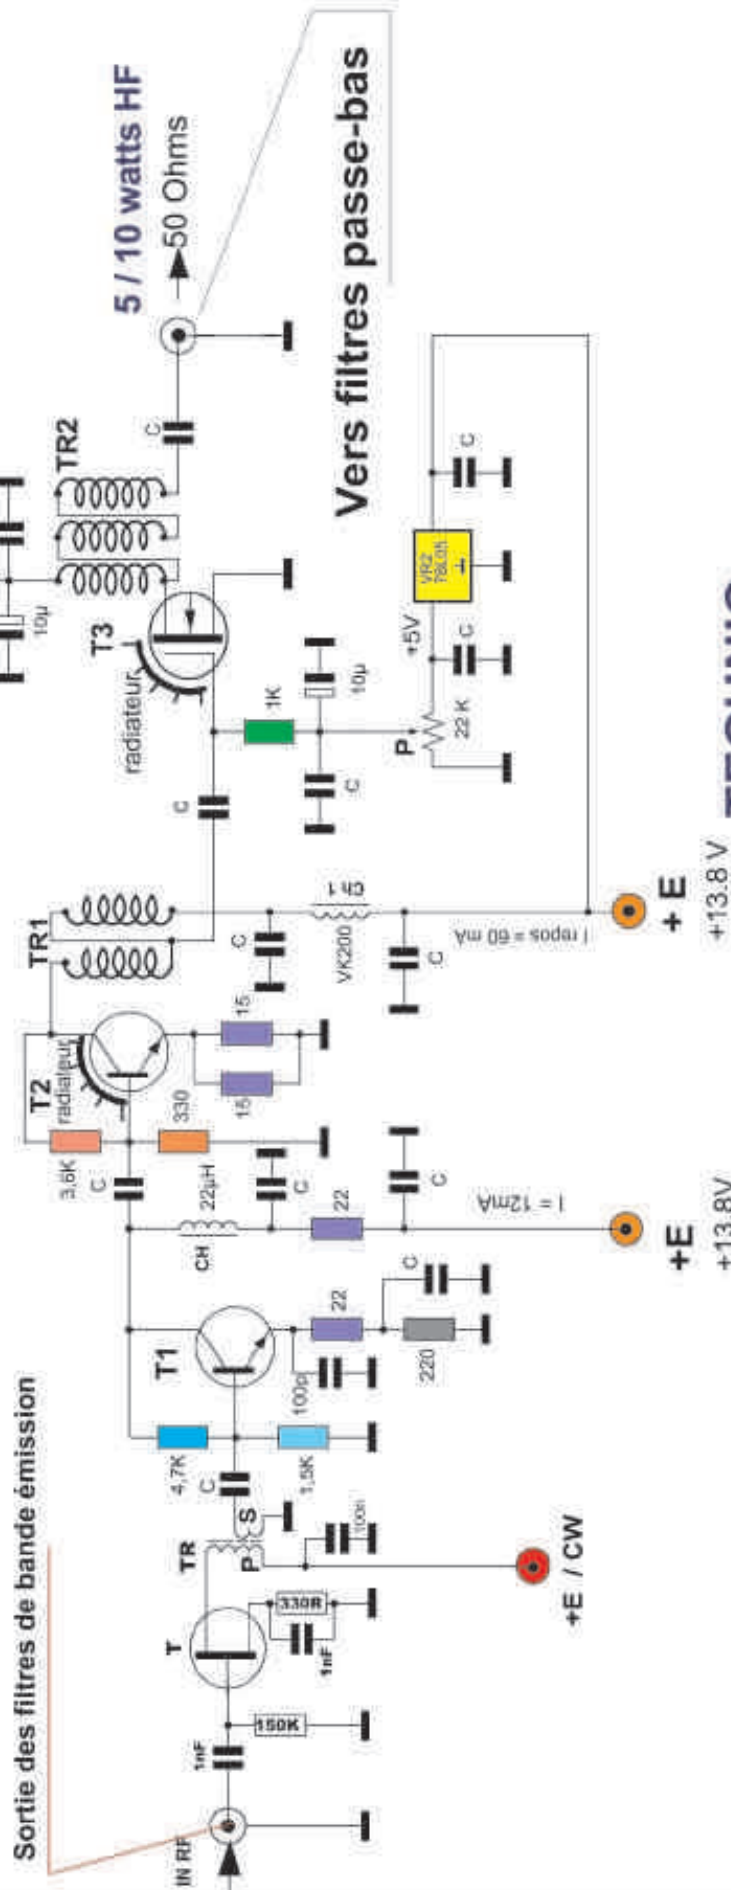 Sortie des filtres de bande émission
IN RF
1nF
150K
T
1nF
330R
TR
P
S
100n
+E / CW
C
4,7K
1,5K
T1
100p
22
220
C
CH
22µH
C
22
C
I = 12mA
+E
+13.8V
C
3,6K
330
T2
radiateur
15
15
TR1
C
VK200
Ch 1
C
I repos = 60 mA
+ E
+13.8 V
C
1K
C
10µ
T3
radiateur
10µ
TR2
C
P
22 K
+5V
C
VR2
78L05
C
5 / 10 watts HF
50 Ohms
Vers filtres passe-bas